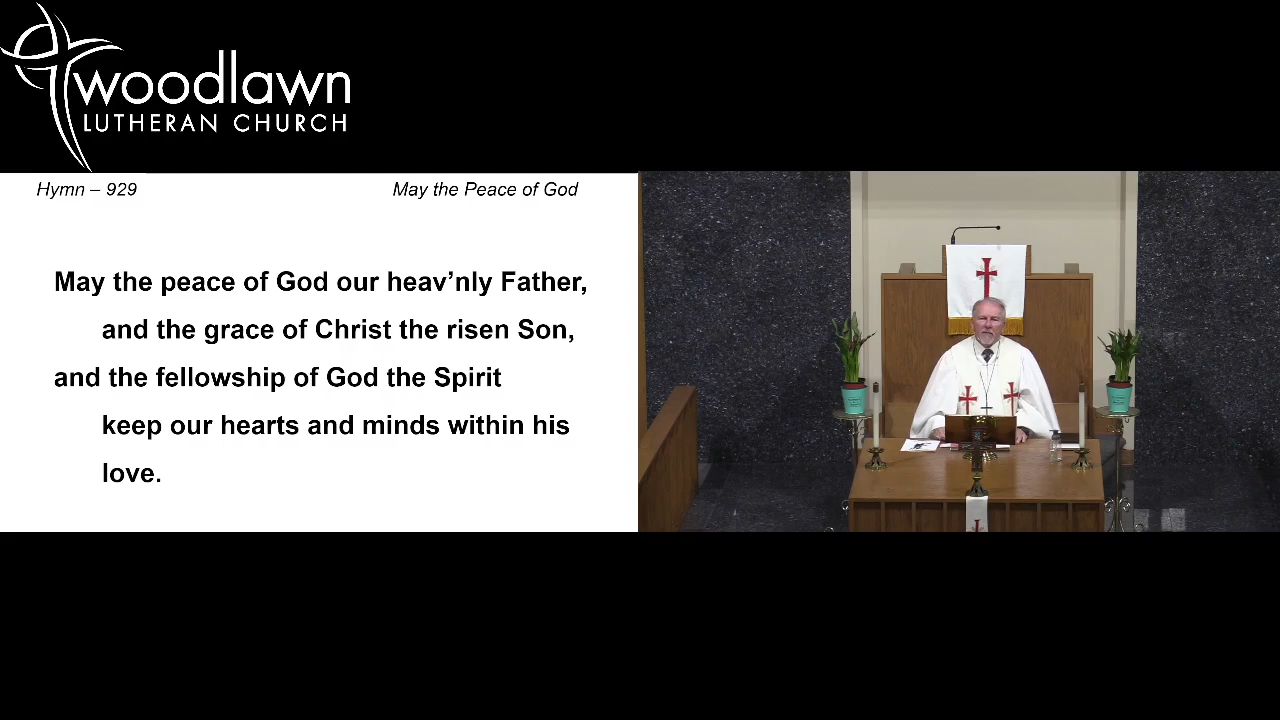 woodlawn
LUTHERAN CHURCH
Hymn – 929 May the Peace of God
May the peace of God our heav’nly Father,
and the grace of Christ the risen Son,
and the fellowship of God the Spirit
keep our hearts and minds within his
love.